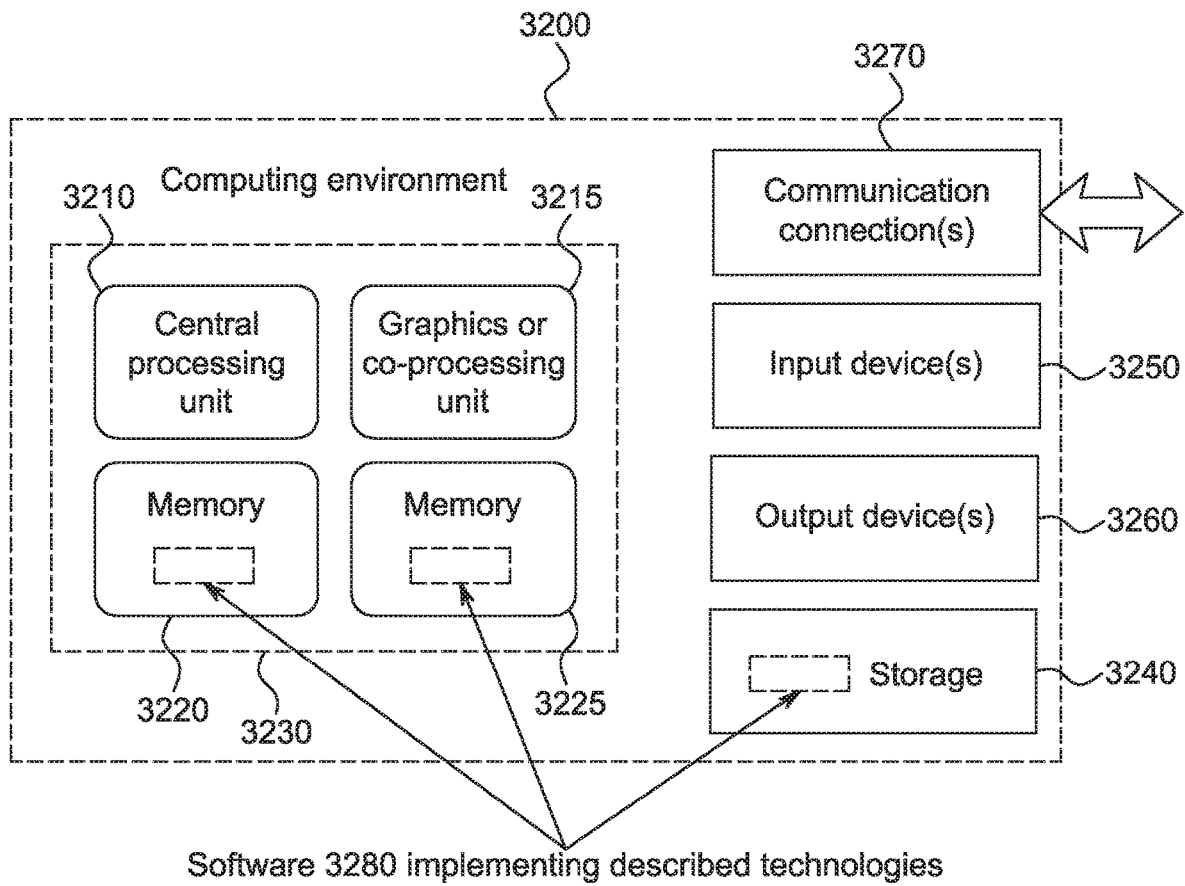 3200
3270
Computing environment
3210
3215
Communication
connection(s)
Central
processing
unit
Graphics or
co-processing
unit
Input device(s)
3250
Memory
Memory
Output device(s)
3260
Storage
3240
3220
3230
3225
Software 3280 implementing described technologies